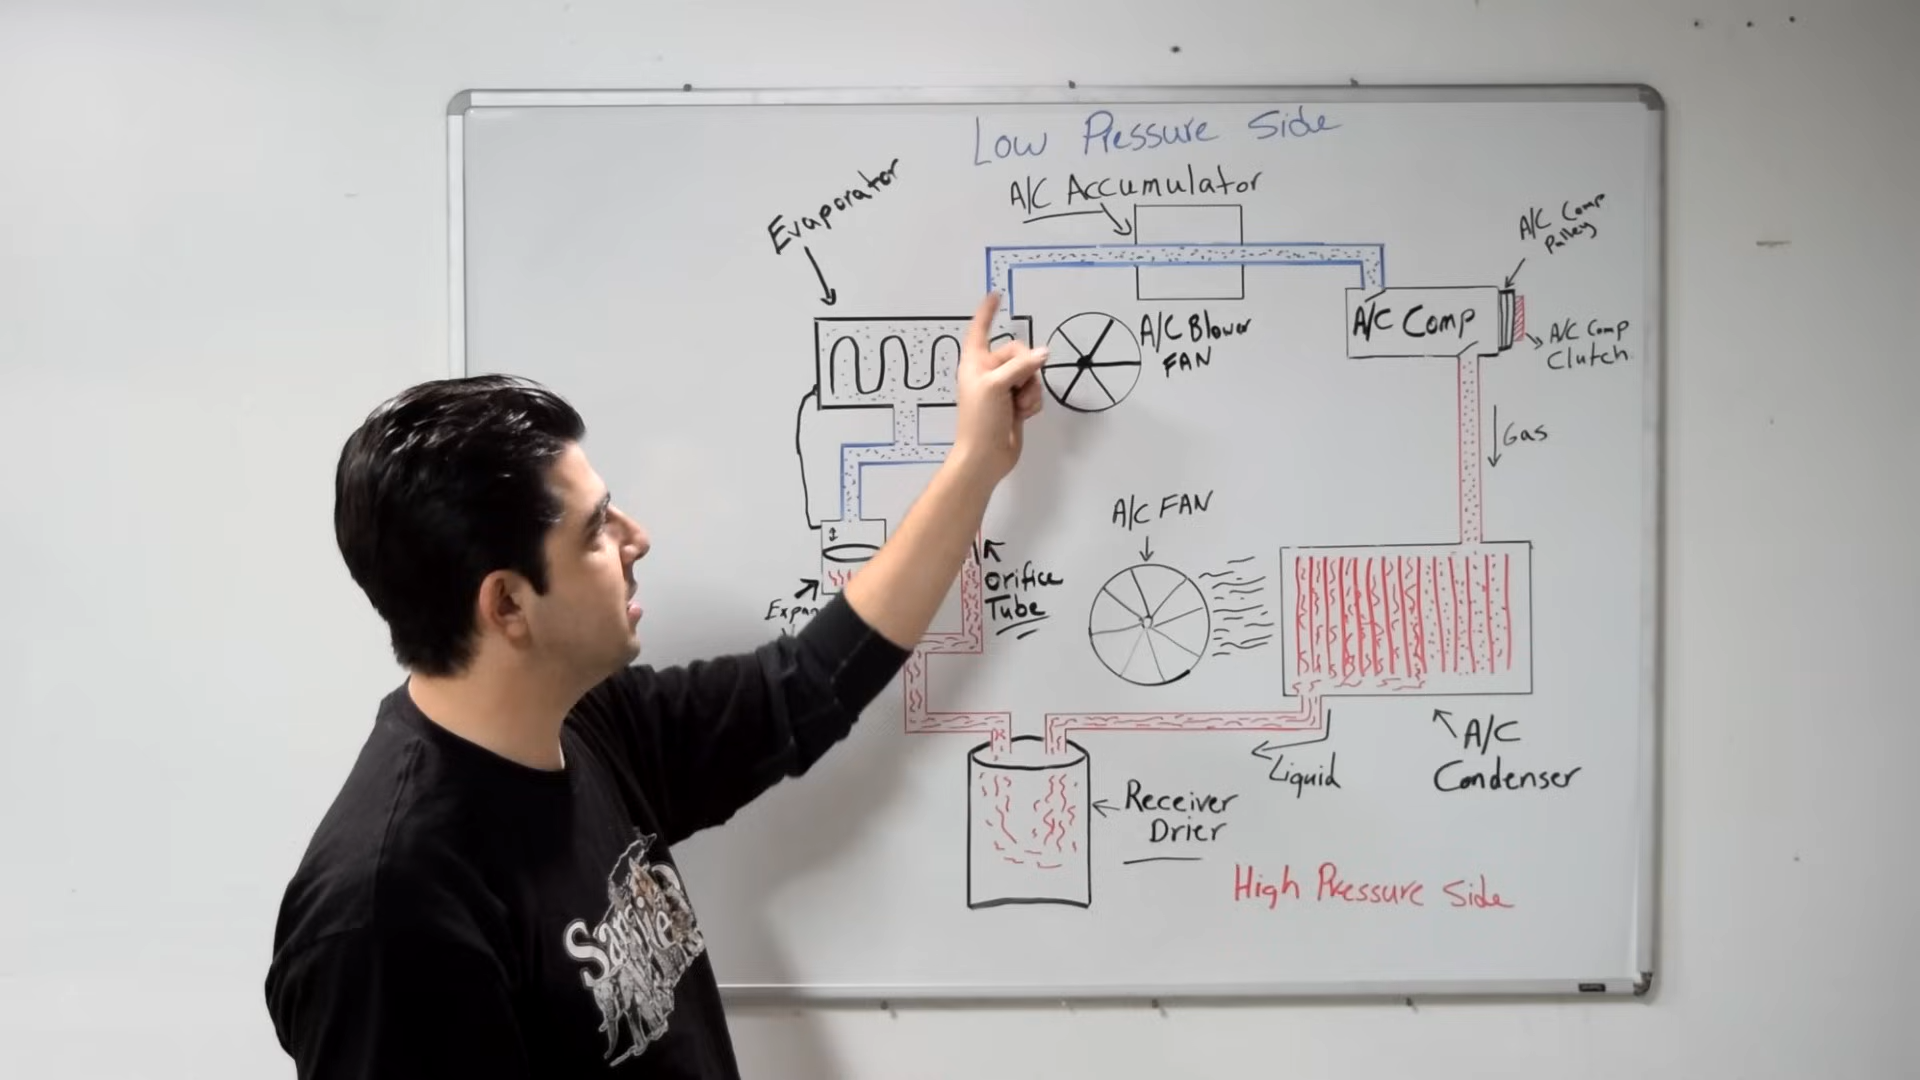 Low Pressure Side
A/C Accumulator
Evaporator
A/C Comp
Pulley
A/C Comp
A/C Blower
FAN
A/C Comp
Clutch
Gas
A/C FAN
Orifice
Tube
A/C
Condenser
Liquid
Receiver
Drier
High Pressure Side